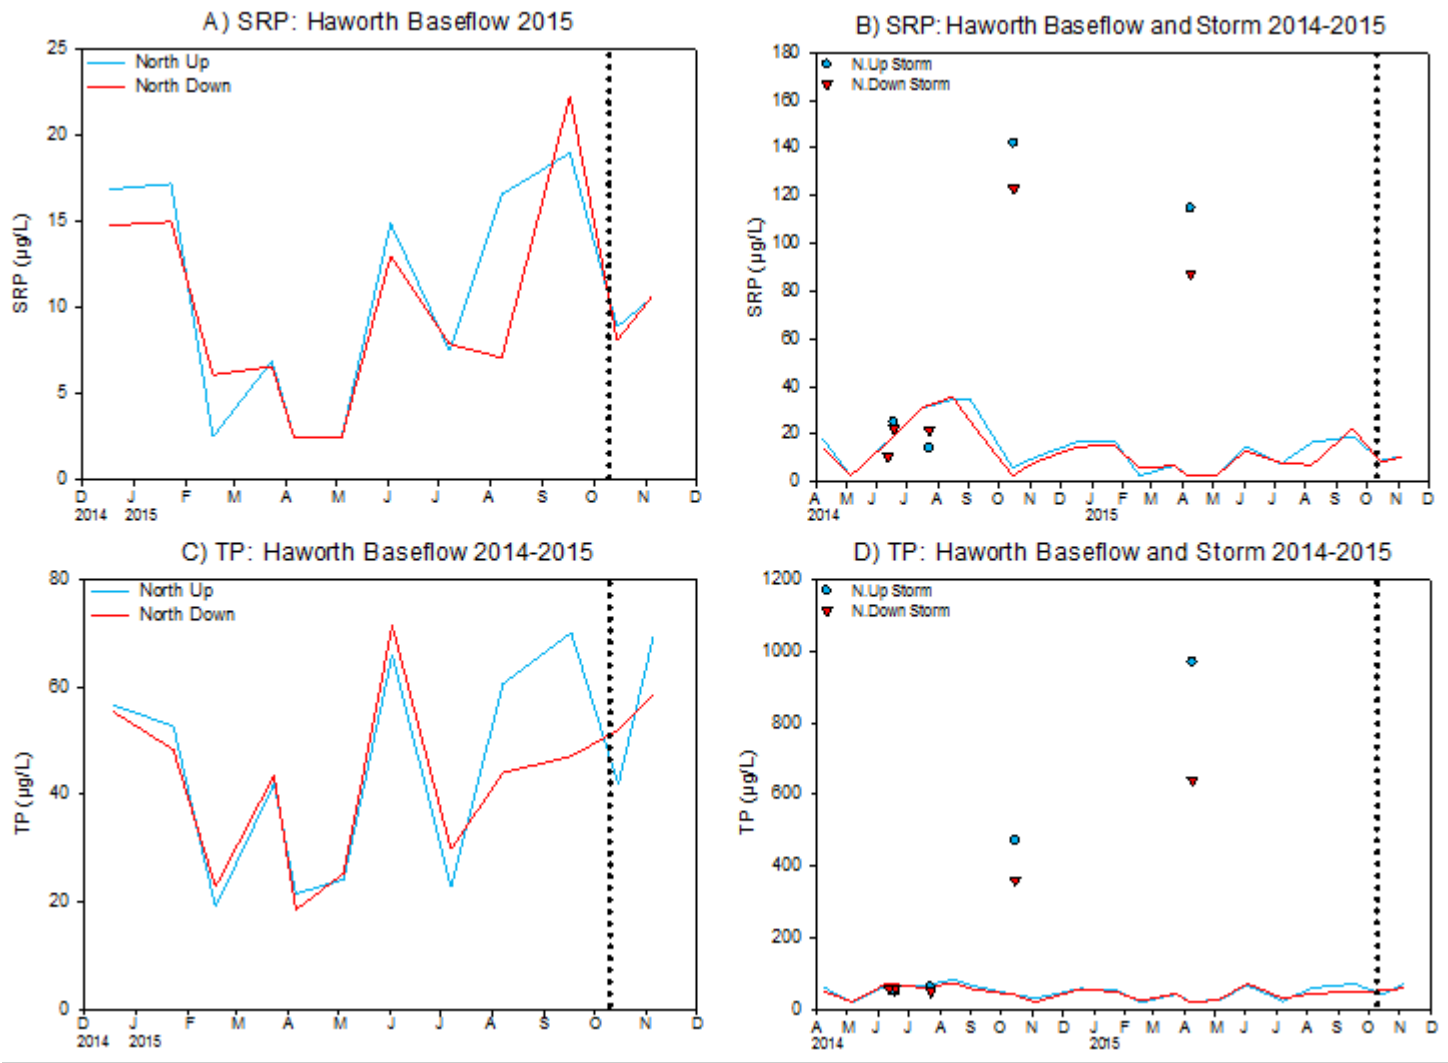 A) SRP: Haworth Baseflow 2015
25
20
15
10
5
0
SRP (µg/L)
North Up
North Down
D J F M A M J J A S O N D
2014 2015
B) SRP: Haworth Baseflow and Storm 2014-2015
180
160
140
120
100
80
60
40
20
0
SRP (µg/L)
N.Up Storm
N.Down Storm
A M J J A S O N D J F M A M J J A S O N D
2014 2015
C) TP: Haworth Baseflow 2014-2015
80
60
40
20
0
TP (µg/L)
North Up
North Down
D J F M A M J J A S O N D
2014 2015
D) TP: Haworth Baseflow and Storm 2014-2015
1200
1000
800
600
400
200
0
TP (µg/L)
N.Up Storm
N.Down Storm
A M J J A S O N D J F M A M J J A S O N D
2014 2015